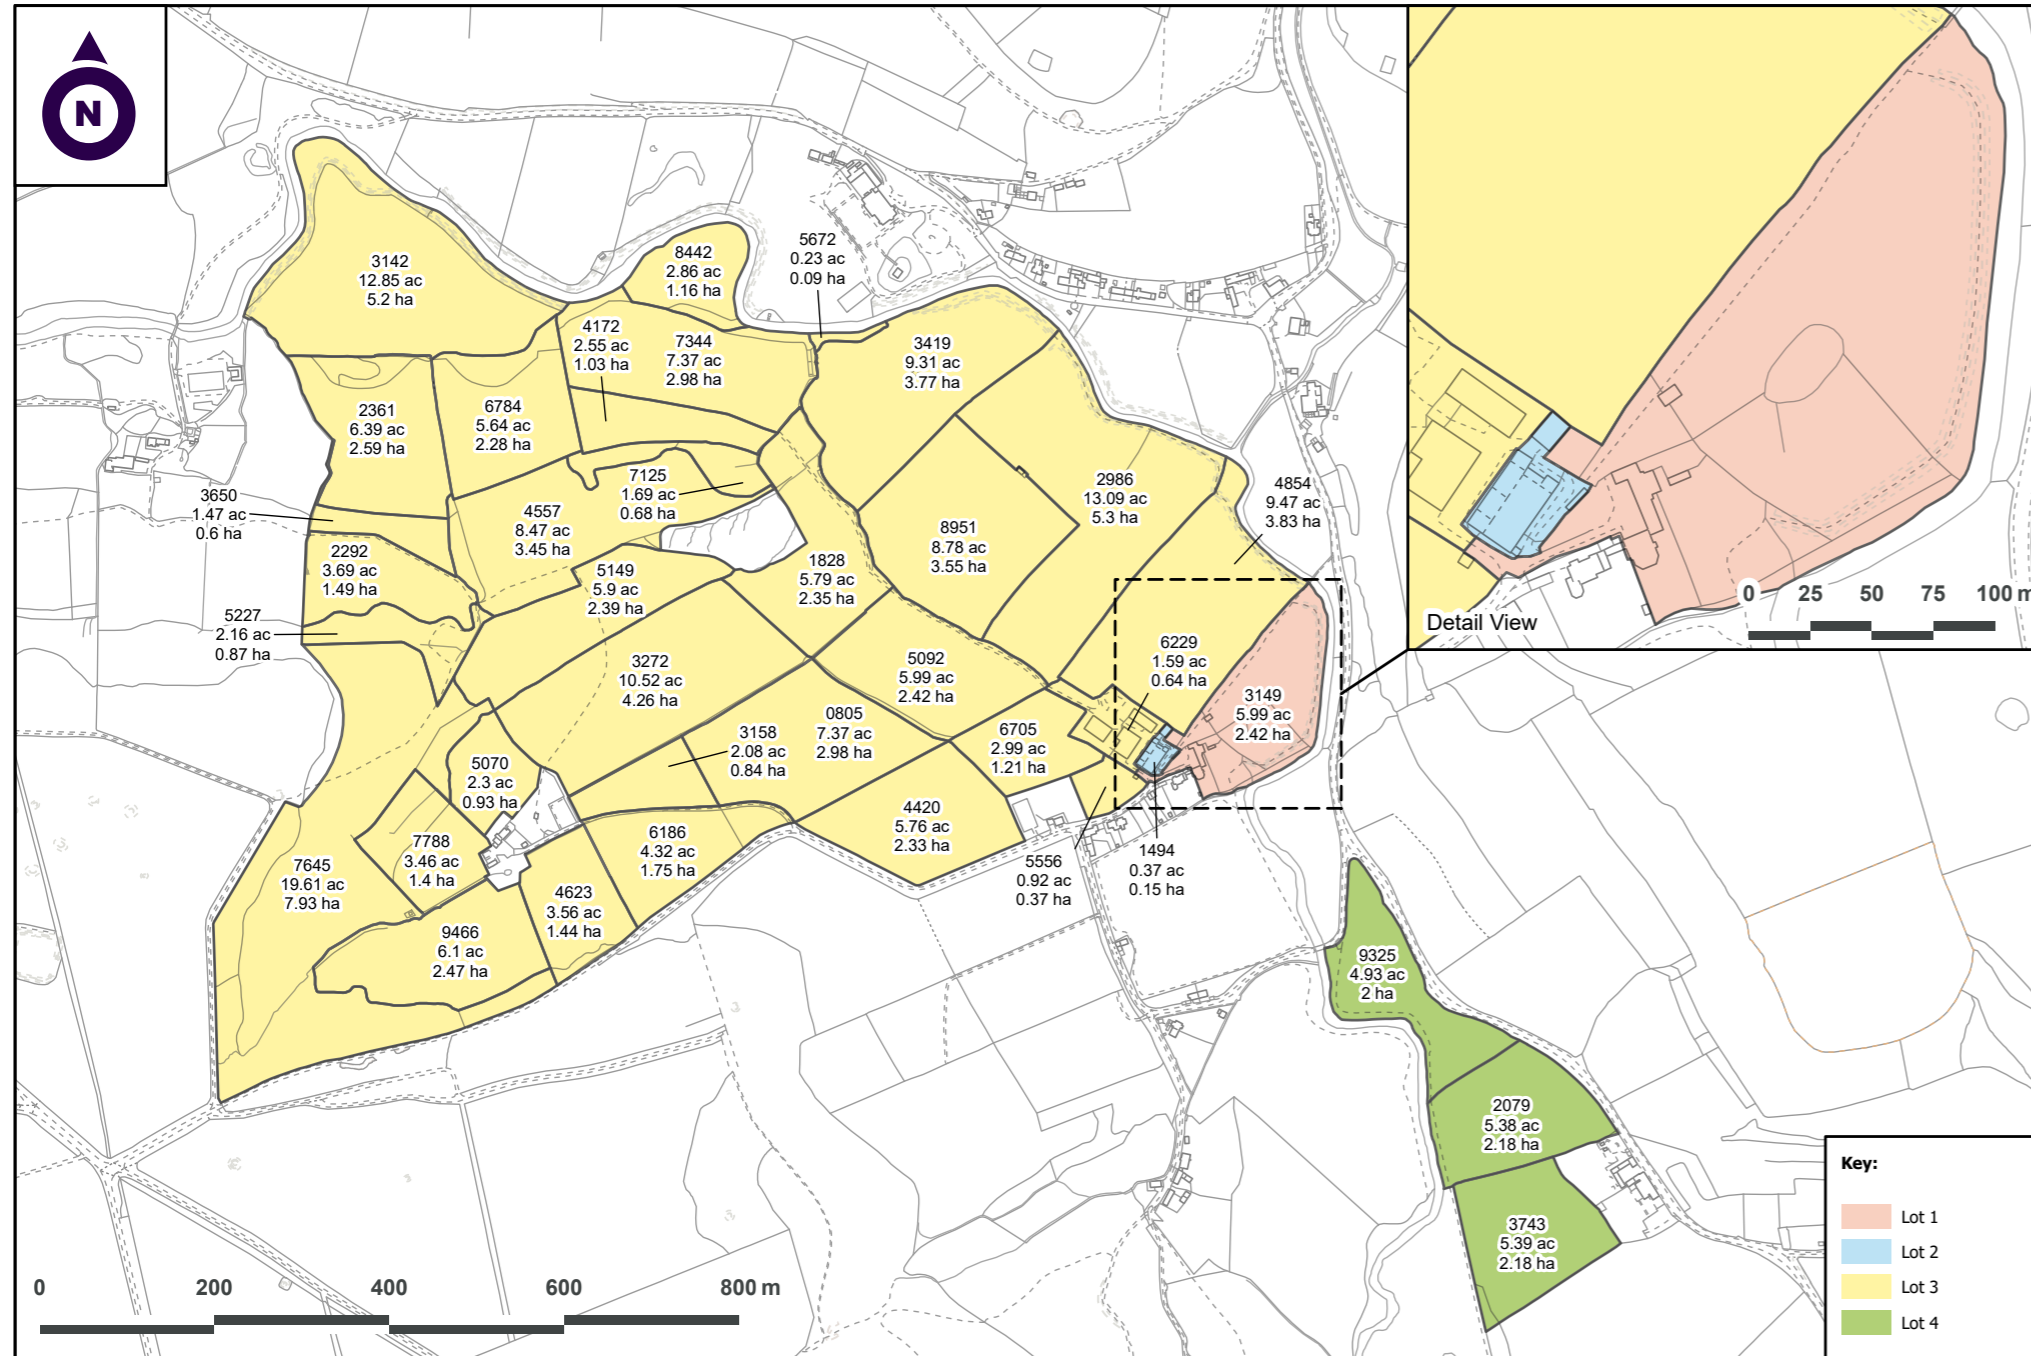 N
3142
12.85 ac
5.2 ha
8442
2.86 ac
1.16 ha
5672
0.23 ac
0.09 ha
4172
2.55 ac
1.03 ha
7344
7.37 ac
2.98 ha
3419
9.31 ac
3.77 ha
2361
6.39 ac
2.59 ha
6784
5.64 ac
2.28 ha
7125
1.69 ac
0.68 ha
2986
13.09 ac
5.3 ha
4854
9.47 ac
3.83 ha
3650
1.47 ac
0.6 ha
4557
8.47 ac
3.45 ha
8951
8.78 ac
3.55 ha
2292
3.69 ac
1.49 ha
5149
5.9 ac
2.39 ha
1828
5.79 ac
2.35 ha
5227
2.16 ac
0.87 ha
3272
10.52 ac
4.26 ha
5092
5.99 ac
2.42 ha
6229
1.59 ac
0.64 ha
3149
5.99 ac
2.42 ha
3158
2.08 ac
0.84 ha
0805
7.37 ac
2.98 ha
6705
2.99 ac
1.21 ha
5070
2.3 ac
0.93 ha
7788
3.46 ac
1.4 ha
6186
4.32 ac
1.75 ha
4420
5.76 ac
2.33 ha
7645
19.61 ac
7.93 ha
4623
3.56 ac
1.44 ha
5556
0.92 ac
0.37 ha
1494
0.37 ac
0.15 ha
9466
6.1 ac
2.47 ha
9325
4.93 ac
2 ha
2079
5.38 ac
2.18 ha
3743
5.39 ac
2.18 ha
Detail View
0 25 50 75 100 m
0 200 400 600 800 m
Key:
Lot 1
Lot 2
Lot 3
Lot 4